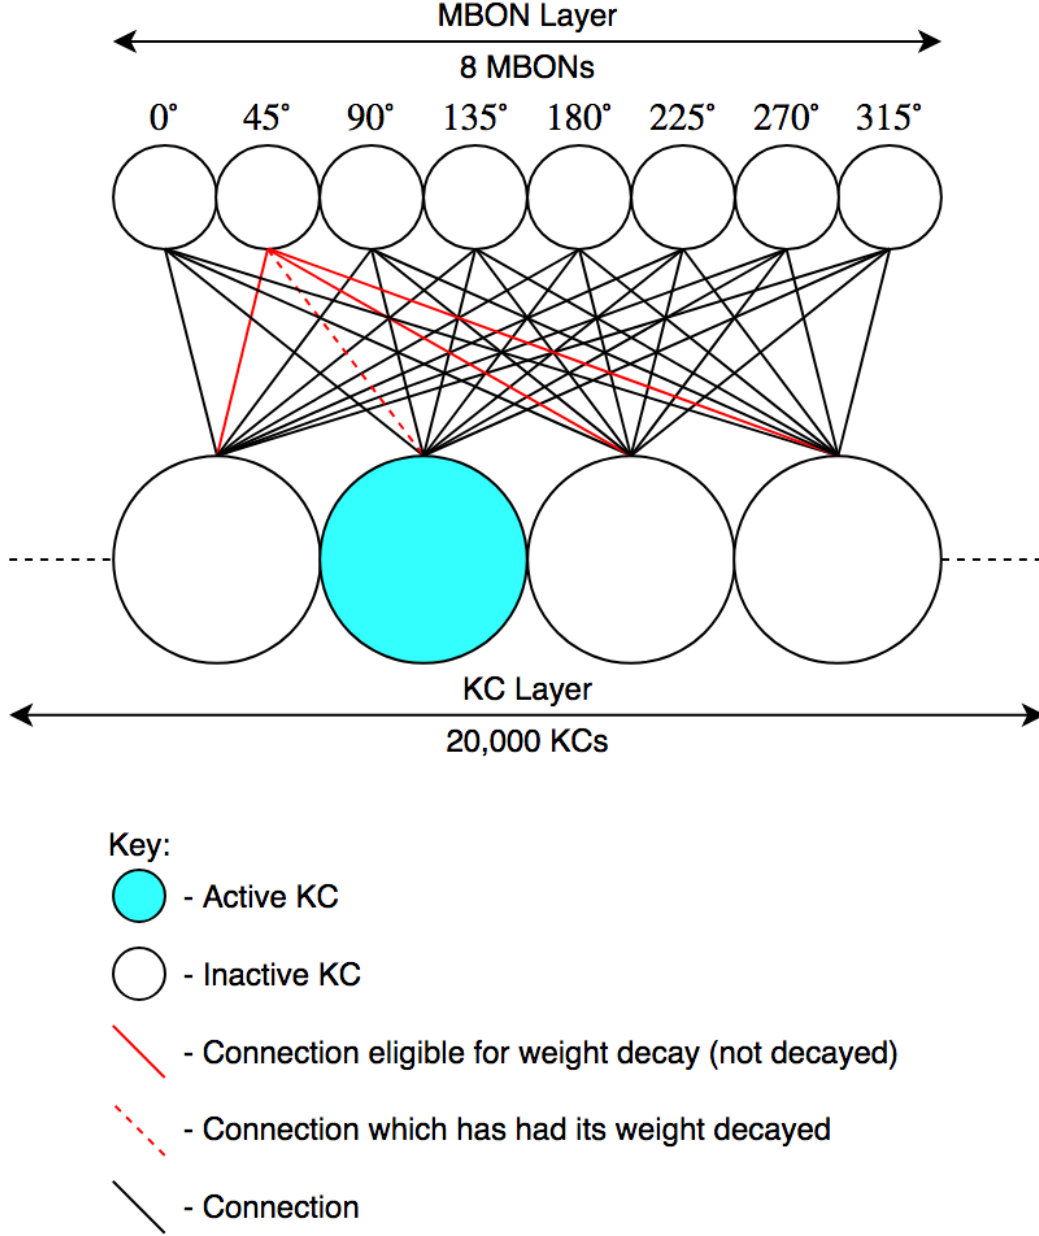 MBON Layer
8 MBONs
0° 45° 90° 135° 180° 225° 270° 315°
KC Layer
20,000 KCs
Key:
- Active KC
- Inactive KC
- Connection eligible for weight decay (not decayed)
- Connection which has had its weight decayed
- Connection